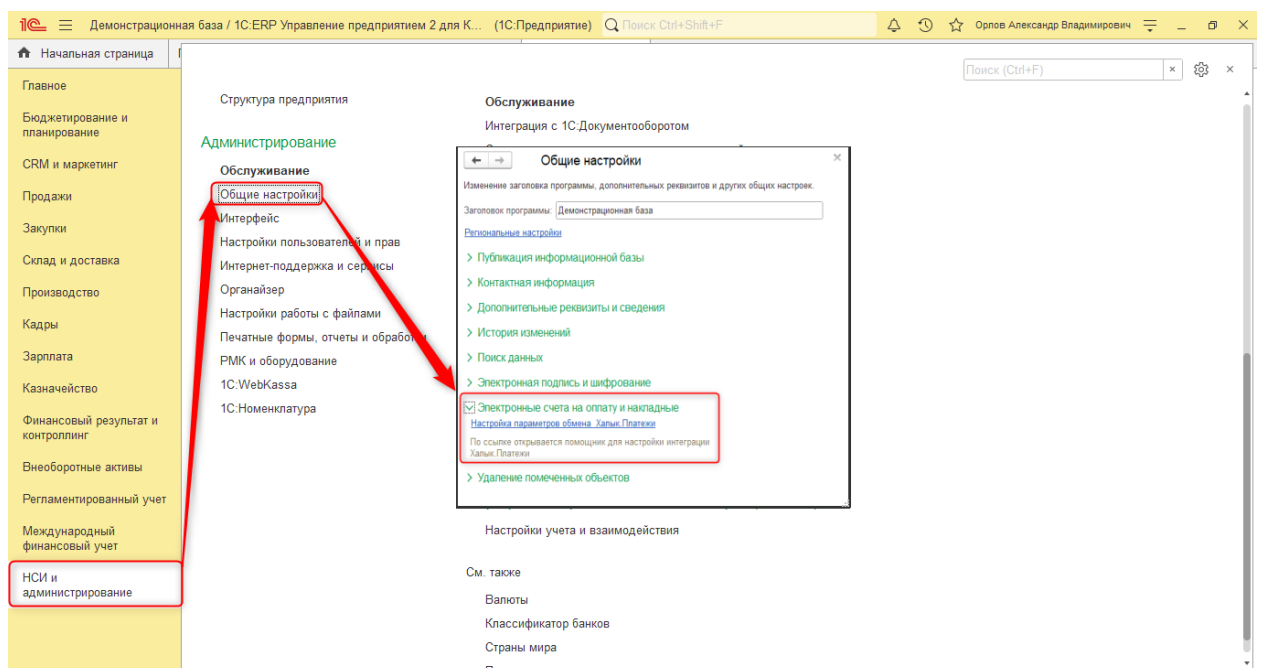 Демонстрационная база / 1С:ERP Управление предприятием 2 для К... (1С:Предприятие) Поиск Ctrl+Shift+F Орлов Александр Владимирович
Начальная страница
Поиск (Ctrl+F)
Главное
Бюджетирование и
планирование
CRM и маркетинг
Продажи
Закупки
Склад и доставка
Производство
Кадры
Зарплата
Казначейство
Финансовый результат и
контроллинг
Внеоборотные активы
Регламентированный учет
Международный
финансовый учет
НСИ и
администрирование
Структура предприятия
Администрирование
Обслуживание
Общие настройки
Интерфейс
Настройки пользователей и прав
Интернет-поддержка и сервисы
Органайзер
Настройки работы с файлами
Печатные формы, отчеты и обработки
РМК и оборудование
1С:WebKassa
1С:Номенклатура
Обслуживание
Интеграция с 1С:Документооборотом
Общие настройки
Изменение заголовка программы, дополнительных реквизитов и других общих настроек.
Заголовок программы: Демонстрационная база
Региональные настройки
Публикация информационной базы
Контактная информация
Дополнительные реквизиты и сведения
История изменений
Поиск данных
Электронная подпись и шифрование
Электронные счета на оплату и накладные
Настройка параметров обмена Халык.Платежи
По ссылке открывается помощник для настройки интеграции
Халык.Платежи
Удаление помеченных объектов
Настройки учета и взаимодействия
См. также
Валюты
Классификатор банков
Страны мира